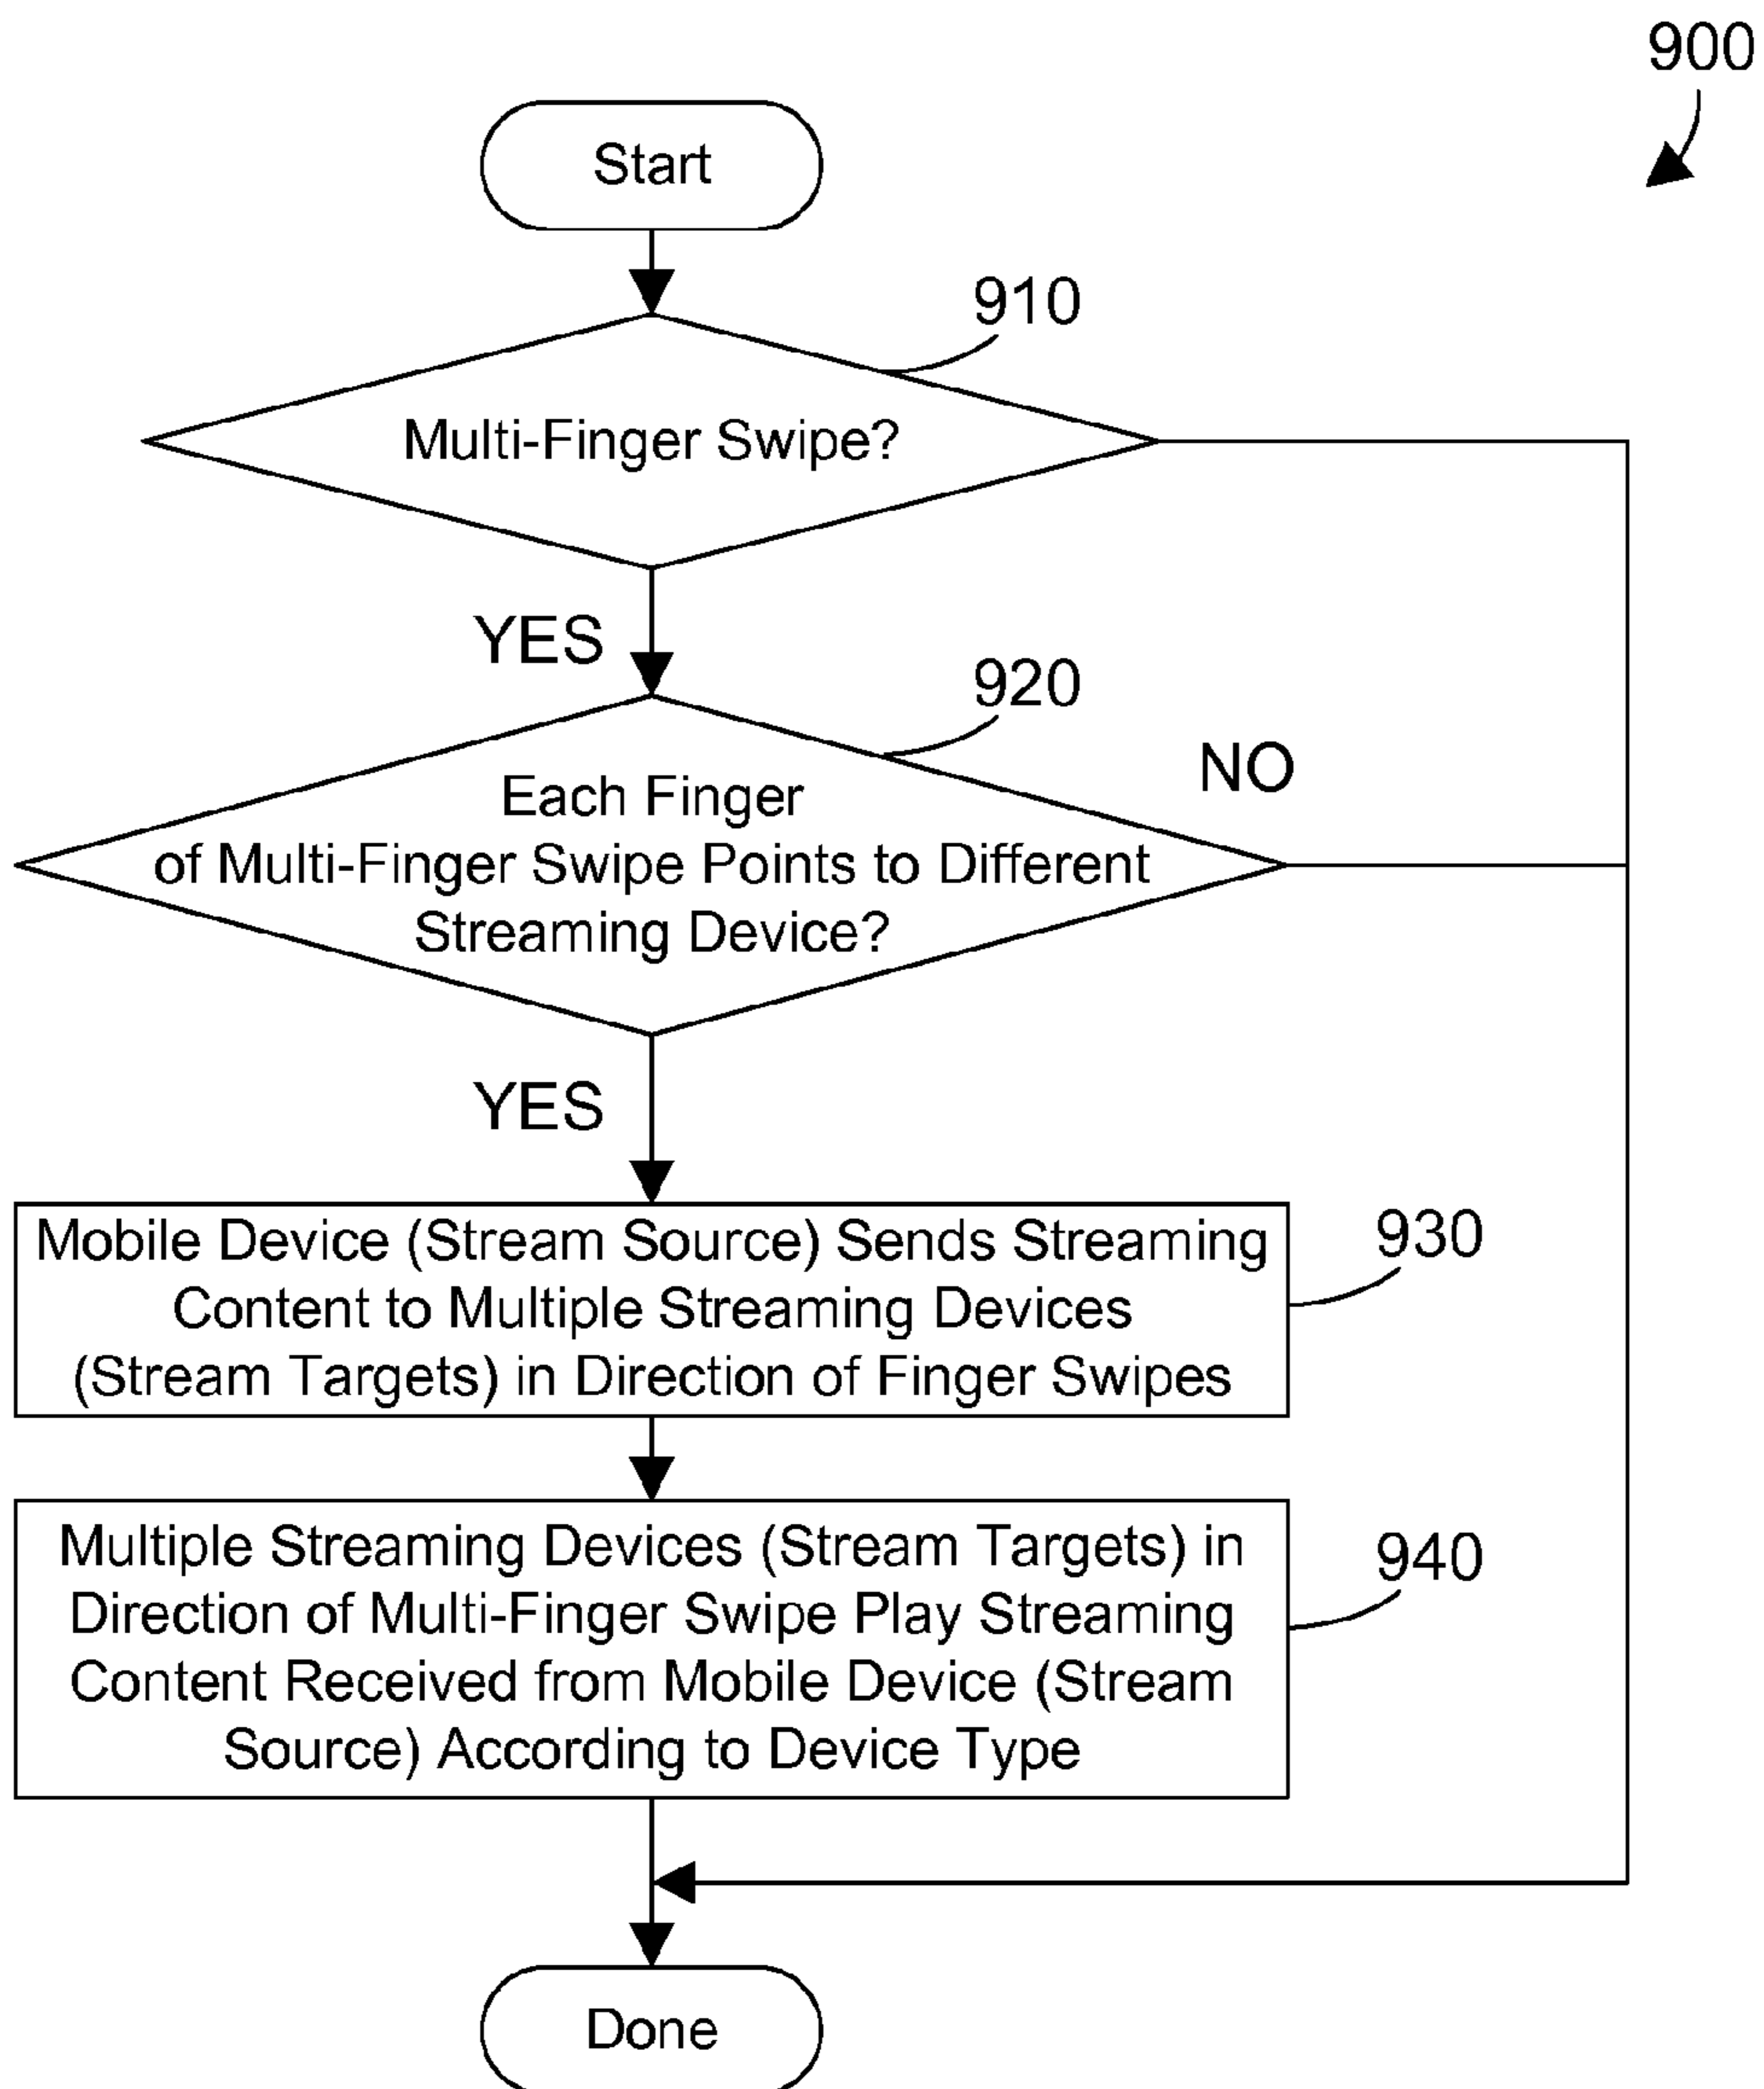 900
Start
910
Multi-Finger Swipe?
YES
920
NO
Each Finger
of Multi-Finger Swipe Points to Different
Streaming Device?
YES
Mobile Device (Stream Source) Sends Streaming
Content to Multiple Streaming Devices
(Stream Targets) in Direction of Finger Swipes
930
Multiple Streaming Devices (Stream Targets) in
Direction of Multi-Finger Swipe Play Streaming
Content Received from Mobile Device (Stream
Source) According to Device Type
940
Done